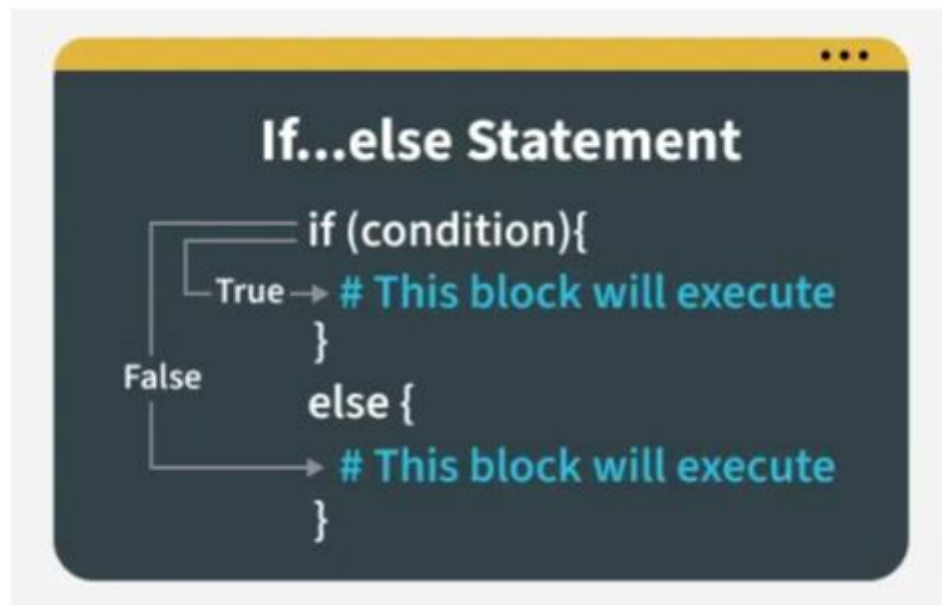 If...else Statement
if (condition){
True
# This block will execute
}
False
else {
# This block will execute
}